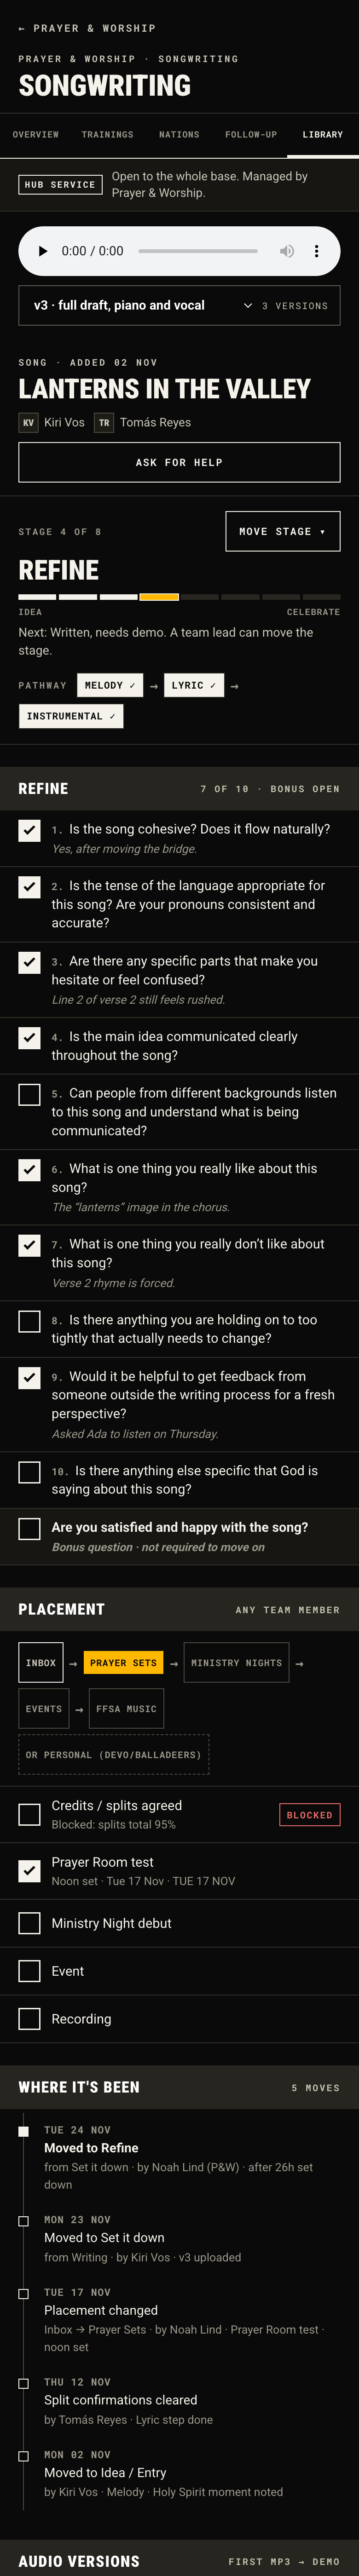 ← PRAYER & WORSHIP
PRAYER & WORSHIP · SONGWRITING
SONGWRITING
OVERVIEW TRAININGS NATIONS FOLLOW-UP LIBRARY
HUB SERVICE Open to the whole base. Managed by
Prayer & Worship.
0:00 / 0:00
v3 · full draft, piano and vocal 3 VERSIONS
SONG · ADDED 02 NOV
LANTERNS IN THE VALLEY
KV Kiri Vos TR Tomás Reyes
ASK FOR HELP
STAGE 4 OF 8 MOVE STAGE ▾
REFINE
IDEA CELEBRATE
Next: Written, needs demo. A team lead can move the
stage.
PATHWAY MELODY ✓ → LYRIC ✓ →
INSTRUMENTAL ✓
REFINE 7 OF 10 · BONUS OPEN
1. Is the song cohesive? Does it flow naturally?
Yes, after moving the bridge.
2. Is the tense of the language appropriate for
this song? Are your pronouns consistent and
accurate?
3. Are there any specific parts that make you
hesitate or feel confused?
Line 2 of verse 2 still feels rushed.
4. Is the main idea communicated clearly
throughout the song?
5. Can people from different backgrounds listen
to this song and understand what is being
communicated?
6. What is one thing you really like about this
song?
The “lanterns” image in the chorus.
7. What is one thing you really don’t like about
this song?
Verse 2 rhyme is forced.
8. Is there anything you are holding on to too
tightly that actually needs to change?
9. Would it be helpful to get feedback from
someone outside the writing process for a fresh
perspective?
Asked Ada to listen on Thursday.
10. Is there anything else specific that God is
saying about this song?
Are you satisfied and happy with the song?
Bonus question · not required to move on
PLACEMENT ANY TEAM MEMBER
INBOX → PRAYER SETS → MINISTRY NIGHTS →
EVENTS → FFSA MUSIC
OR PERSONAL (DEVO/BALLADEERS)
Credits / splits agreed BLOCKED
Blocked: splits total 95%
Prayer Room test
Noon set · Tue 17 Nov · TUE 17 NOV
Ministry Night debut
Event
Recording
WHERE IT'S BEEN 5 MOVES
TUE 24 NOV
Moved to Refine
from Set it down · by Noah Lind (P&W) · after 26h set
down
MON 23 NOV
Moved to Set it down
from Writing · by Kiri Vos · v3 uploaded
TUE 17 NOV
Placement changed
Inbox → Prayer Sets · by Noah Lind · Prayer Room test ·
noon set
THU 12 NOV
Split confirmations cleared
by Tomás Reyes · Lyric step done
MON 02 NOV
Moved to Idea / Entry
by Kiri Vos · Melody · Holy Spirit moment noted
AUDIO VERSIONS FIRST MP3 → DEMO